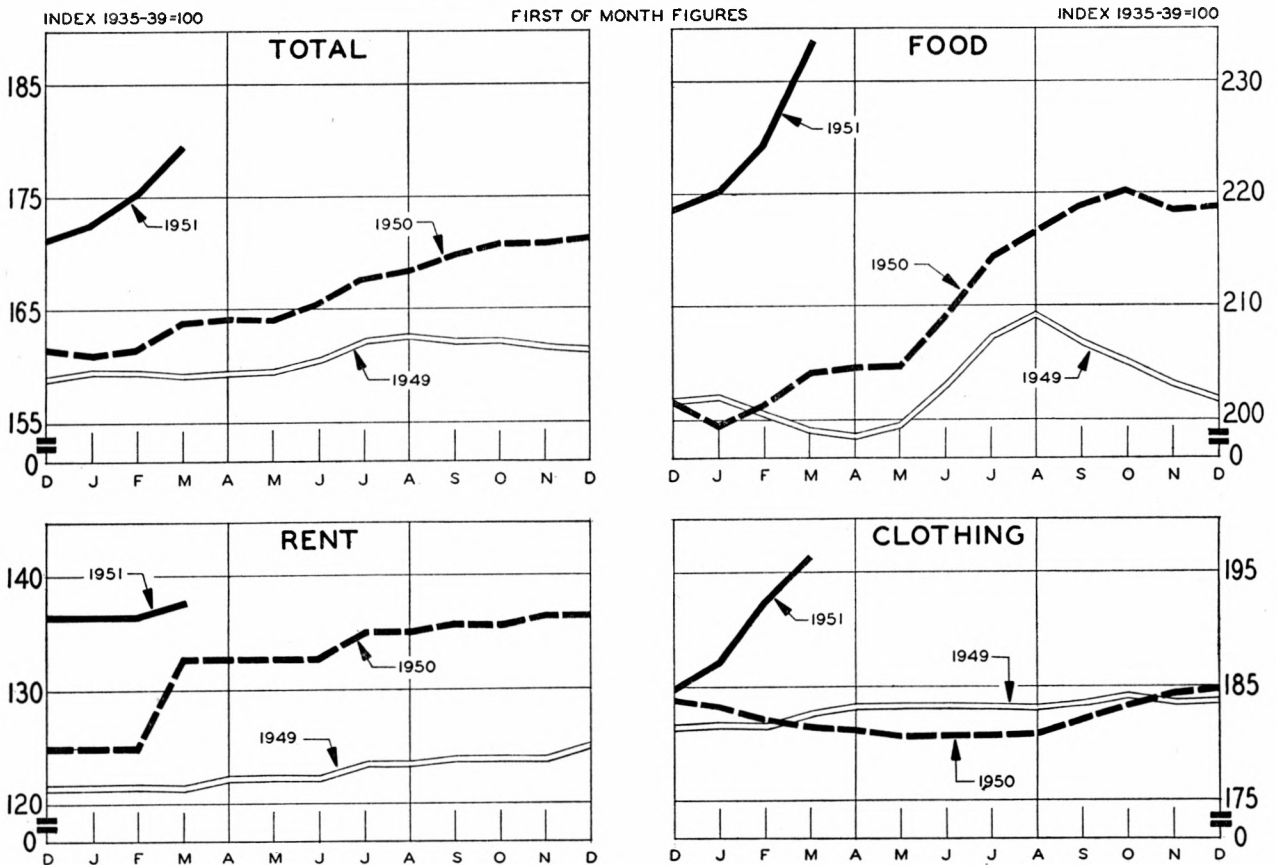 INDEX 1935-39=100
FIRST OF MONTH FIGURES
INDEX 1935-39=100
TOTAL
185
175
165
155
0
1951
1950
1949
D J F M A M J J A S O N D
FOOD
230
220
210
200
0
1951
1950
1949
D J F M A M J J A S O N D
RENT
140
130
120
0
1951
1950
1949
D J F M A M J J A S O N D
CLOTHING
195
185
175
0
1951
1949
1950
D J F M A M J J A S O N D